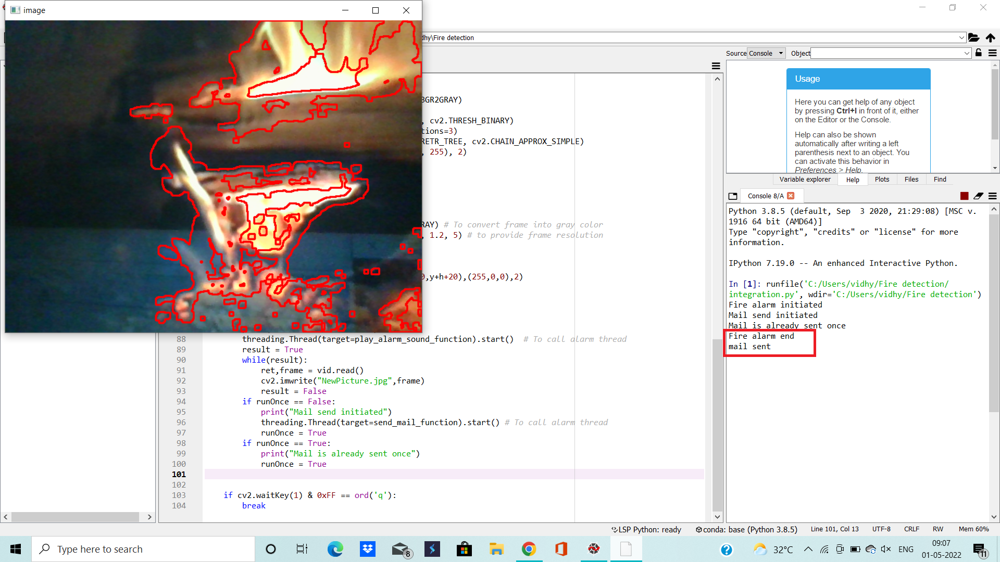 image
hy\Fire detection
Source Console Object
Usage
Here you can get help of any object
by pressing Ctrl+I in front of it, either
on the Editor or the Console.
Help can also be shown
automatically after writing a left
parenthesis next to an object. You
can activate this behavior in
Preferences > Help.
Variable explorer Help Plots Files Find
BGR2GRAY)
, cv2.THRESH_BINARY)
tions=3)
RETR_TREE, cv2.CHAIN_APPROX_SIMPLE)
, 255), 2)
RAY) # To convert frame into gray color
, 1.2, 5) # to provide frame resolution
0,y+h+20),(255,0,0),2)
88 threading.Thread(target=play_alarm_sound_function).start() # To call alarm thread
89 result = True
90 while(result):
91 ret,frame = vid.read()
92 cv2.imwrite("NewPicture.jpg",frame)
93 result = False
94 if runOnce == False:
95 print("Mail send initiated")
96 threading.Thread(target=send_mail_function).start() # To call alarm thread
97 runOnce = True
98 if runOnce == True:
99 print("Mail is already sent once")
100 runOnce = True
101
102
103 if cv2.waitKey(1) & 0xFF == ord('q'):
104 break
Console 8/A
Python 3.8.5 (default, Sep  3 2020, 21:29:08) [MSC v.
1916 64 bit (AMD64)]
Type "copyright", "credits" or "license" for more
information.
IPython 7.19.0 -- An enhanced Interactive Python.
In [1]: runfile('C:/Users/vidhy/Fire detection/
integration.py', wdir='C:/Users/vidhy/Fire detection')
Fire alarm initiated
Mail send initiated
Mail is already sent once
Fire alarm end
mail sent
LSP Python: ready conda: base (Python 3.8.5) Line 101, Col 13 UTF-8 CRLF RW Mem 60%
Type here to search
8
32°C
ENG
09:07
01-05-2022
11